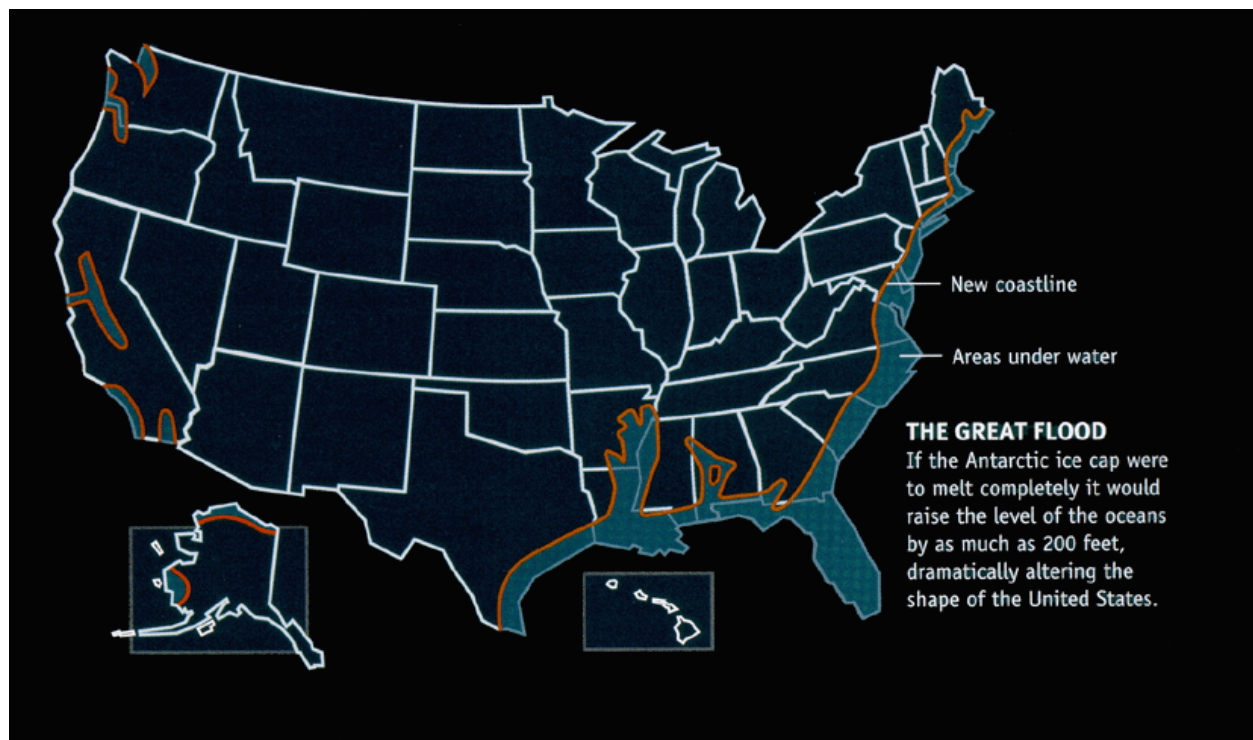 New coastline
Areas under water
THE GREAT FLOOD
If the Antarctic ice cap were
to melt completely it would
raise the level of the oceans
by as much as 200 feet,
dramatically altering the
shape of the United States.